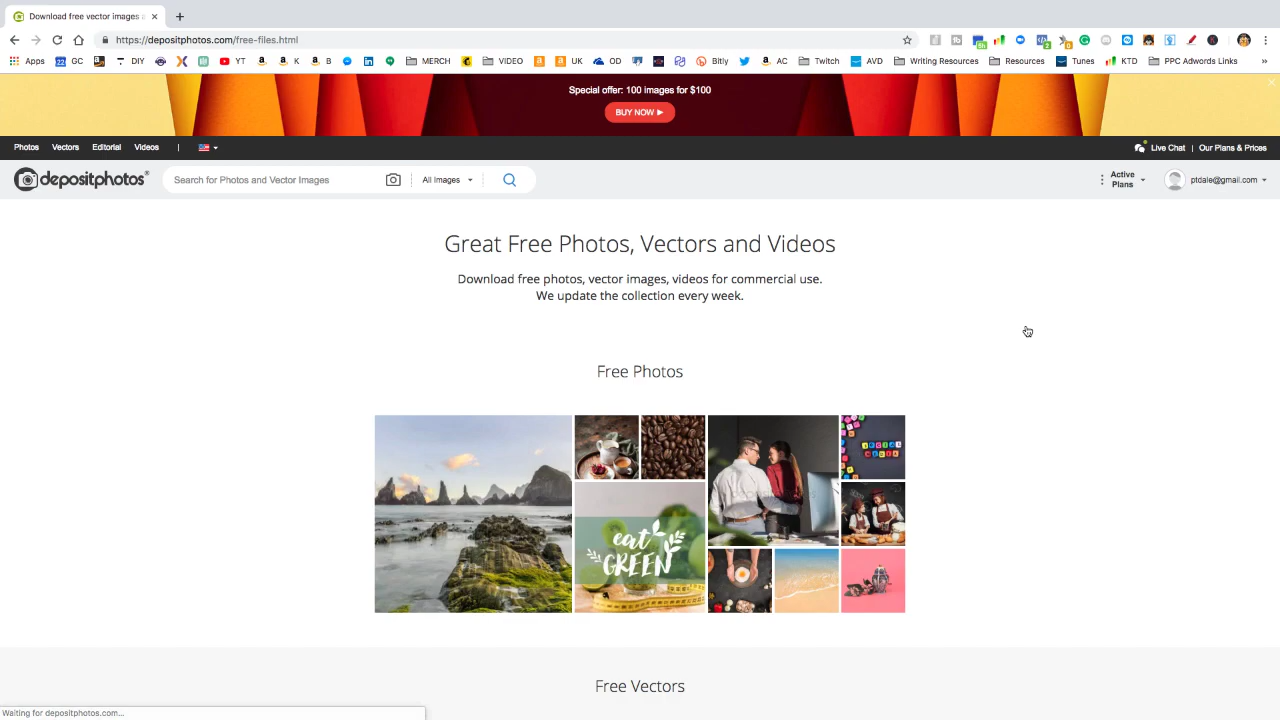 Download free vector images a
https://depositphotos.com/free-files.html
Apps 22 GC DIY YT K B MERCH VIDEO UK OD Bitly AC Twitch AVD Writing Resources Resources Tunes KTD PPC Adwords Links »
Special offer: 100 images for $100
BUY NOW
Photos Vectors Editorial Videos | Live Chat | Our Plans & Prices
depositphotos® Search for Photos and Vector Images All Images Active Plans ptdale@gmail.com
Great Free Photos, Vectors and Videos
Download free photos, vector images, videos for commercial use.
We update the collection every week.
Free Photos
SOCIAL
MEDIA
eat
GREEN
Free Vectors
Waiting for depositphotos.com...